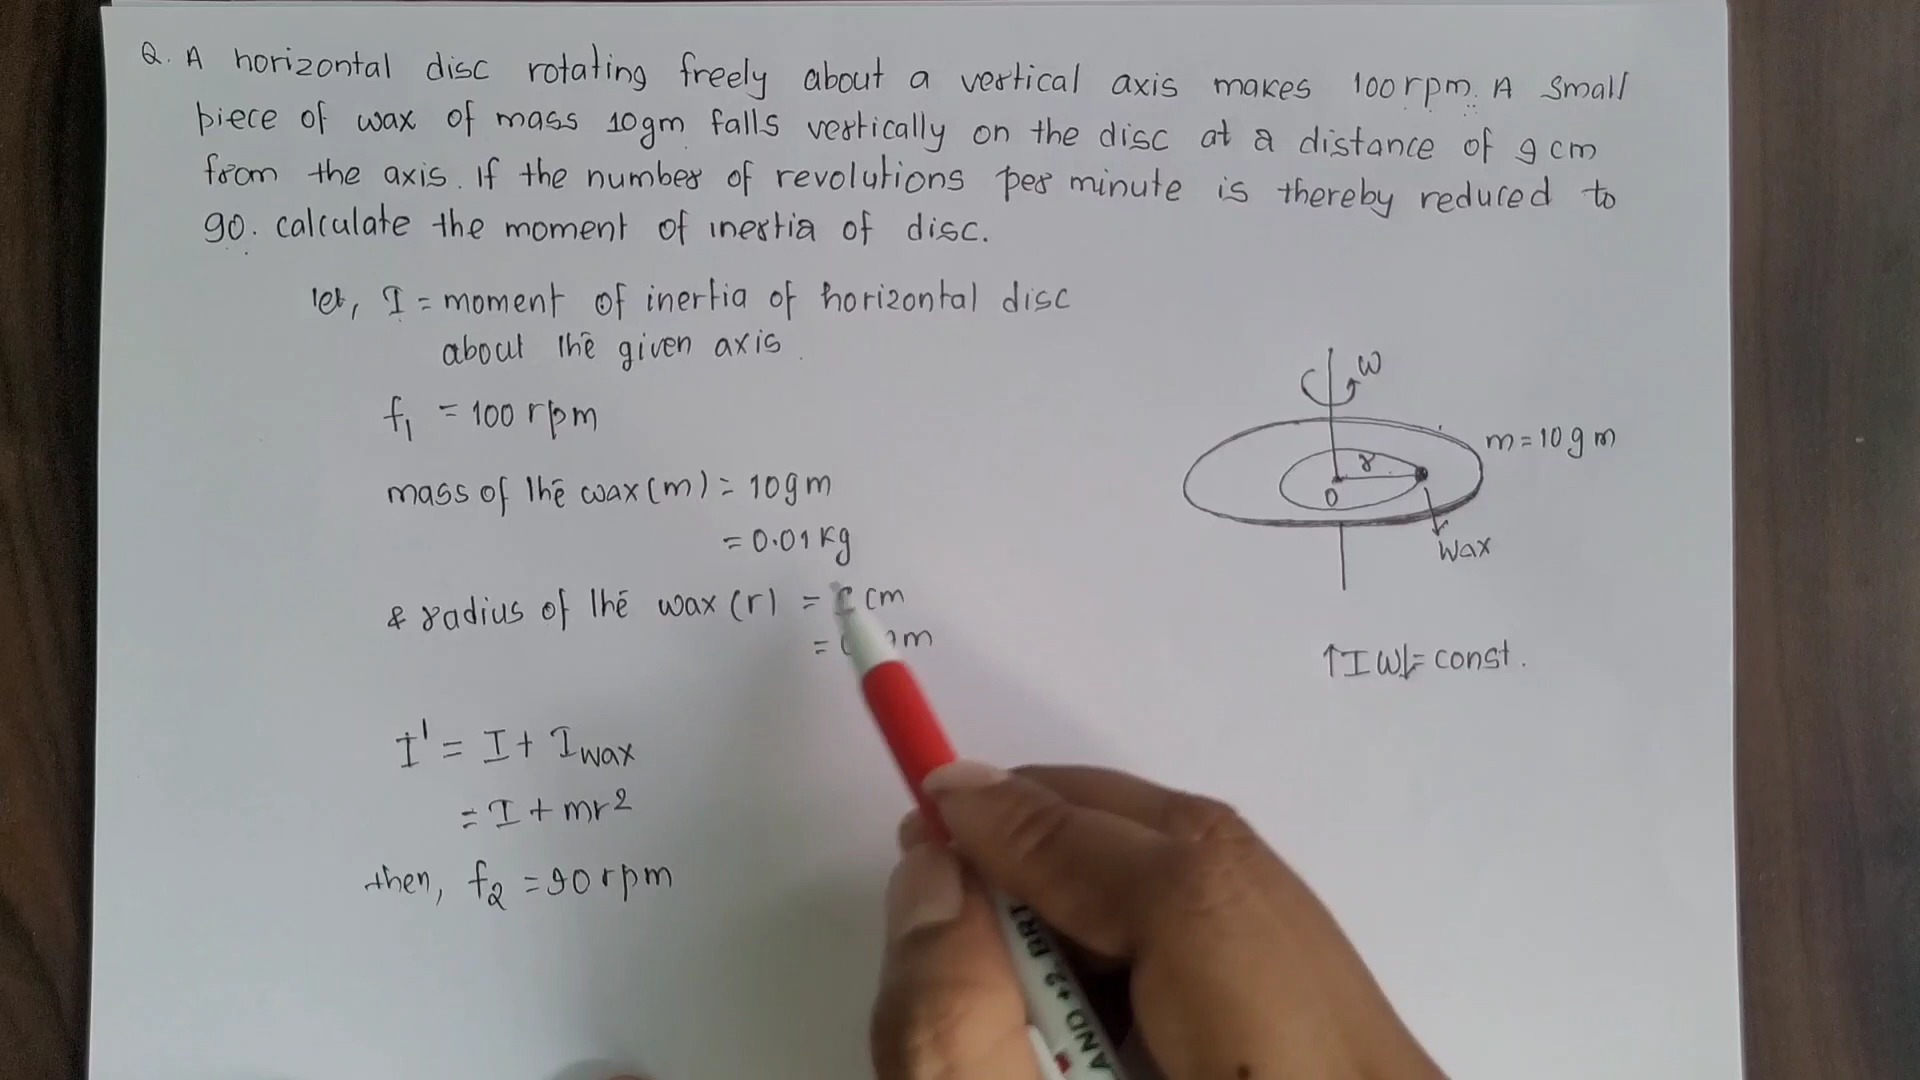 Q. A horizontal disc rotating freely about a vertical axis makes 100 rpm. A small
piece of wax of mass 10gm falls vertically on the disc at a distance of 9 cm
from the axis. If the number of revolutions per minute is thereby reduced to
90. calculate the moment of inertia of disc.
let, I = moment of inertia of horizontal disc
about the given axis.
f₁ = 100 rpm
mass of the wax (m) = 10gm
= 0.01 kg
& radius of the wax (r) = cm
= m
I' = I + Iwax
= I + mr²
then, f₂ = 90 rpm
ω
m = 10gm
r
O
Wax
↑Iω↓ = const.
AND +2, BRI